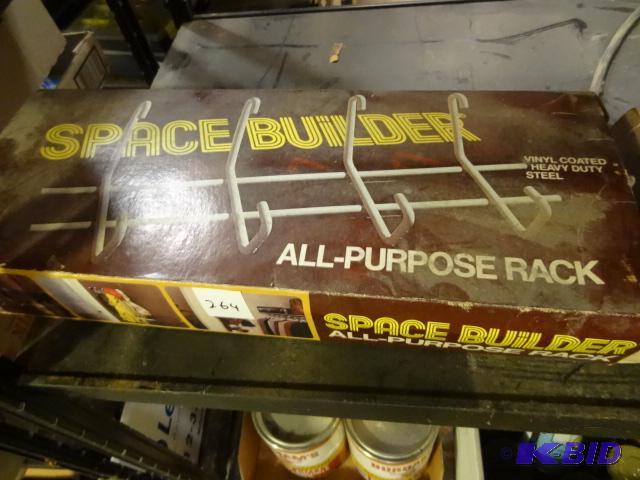 SPACE BUILDER
VINYL COATED
HEAVY DUTY
STEEL
ALL-PURPOSE RACK
264
SPACE BUILDER
ALL-PURPOSE RACK
K-BID